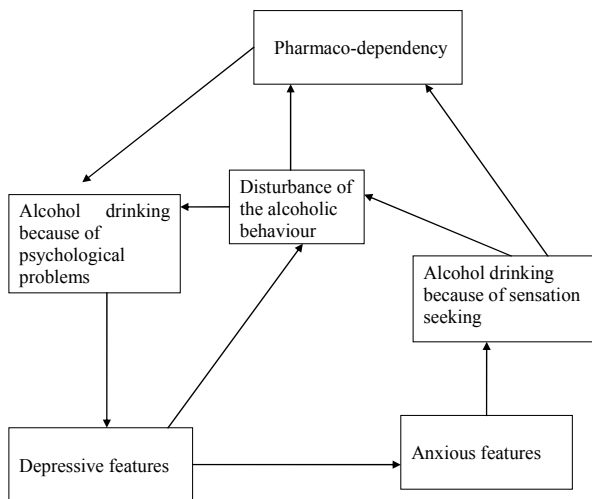 Pharmaco-dependency
Disturbance of
the alcoholic
behaviour
Alcohol drinking
because of
psychological
problems
Alcohol drinking
because of sensation
seeking
Depressive features
Anxious features